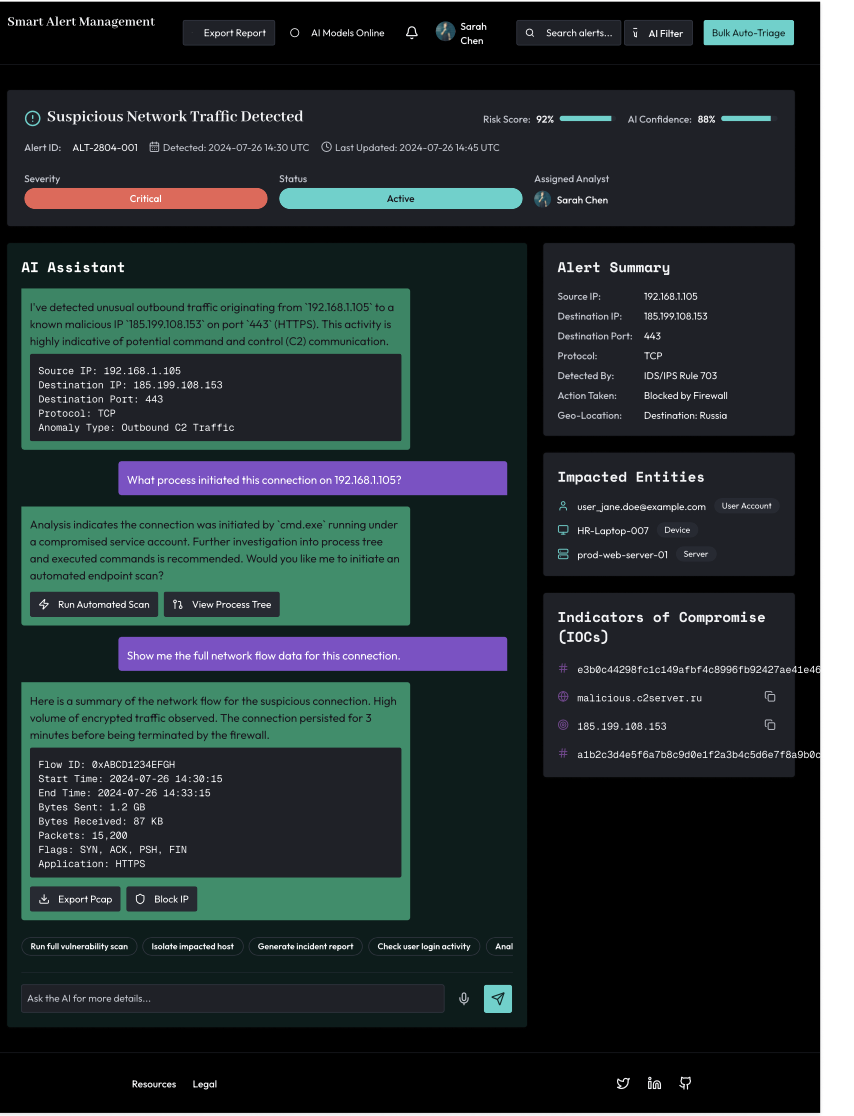 Smart Alert Management
Export Report
AI Models Online
Sarah
Chen
Search alerts...
AI Filter
Bulk Auto-Triage
Suspicious Network Traffic Detected
Risk Score: 92%
AI Confidence: 88%
Alert ID: ALT-2804-001
Detected: 2024-07-26 14:30 UTC
Last Updated: 2024-07-26 14:45 UTC
Severity
Critical
Status
Active
Assigned Analyst
Sarah Chen
AI Assistant
I've detected unusual outbound traffic originating from `192.168.1.105` to a
known malicious IP `185.199.108.153` on port `443` (HTTPS). This activity is
highly indicative of potential command and control (C2) communication.
Source IP: 192.168.1.105
Destination IP: 185.199.108.153
Destination Port: 443
Protocol: TCP
Anomaly Type: Outbound C2 Traffic
What process initiated this connection on 192.168.1.105?
Analysis indicates the connection was initiated by `cmd.exe` running under
a compromised service account. Further investigation into process tree
and executed commands is recommended. Would you like me to initiate an
automated endpoint scan?
Run Automated Scan
View Process Tree
Show me the full network flow data for this connection.
Here is a summary of the network flow for the suspicious connection. High
volume of encrypted traffic observed. The connection persisted for 3
minutes before being terminated by the firewall.
Flow ID: 0xABCD1234EFGH
Start Time: 2024-07-26 14:30:15
End Time: 2024-07-26 14:33:15
Bytes Sent: 1.2 GB
Bytes Received: 87 KB
Packets: 15,200
Flags: SYN, ACK, PSH, FIN
Application: HTTPS
Export Pcap
Block IP
Run full vulnerability scan
Isolate impacted host
Generate incident report
Check user login activity
Anal
Ask the AI for more details...
Alert Summary
Source IP: 192.168.1.105
Destination IP: 185.199.108.153
Destination Port: 443
Protocol: TCP
Detected By: IDS/IPS Rule 703
Action Taken: Blocked by Firewall
Geo-Location: Destination: Russia
Impacted Entities
user_jane.doe@example.com User Account
HR-Laptop-007 Device
prod-web-server-01 Server
Indicators of Compromise
(IOCs)
e3b0c44298fc1c149afbf4c8996fb92427ae41e46
malicious.c2server.ru
185.199.108.153
a1b2c3d4e5f6a7b8c9d0e1f2a3b4c5d6e7f8a9b0c
Resources
Legal